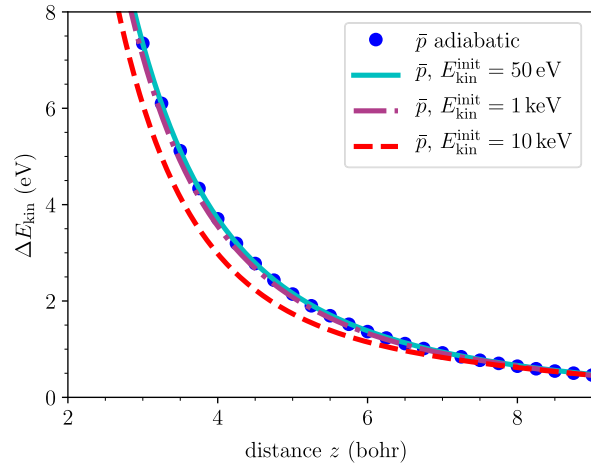 8
6
4
2
0
2
4
6
8
ΔE_kin (eV)
distance z (bohr)
p̄ adiabatic
p̄, E_kin^init = 50 eV
p̄, E_kin^init = 1 keV
p̄, E_kin^init = 10 keV